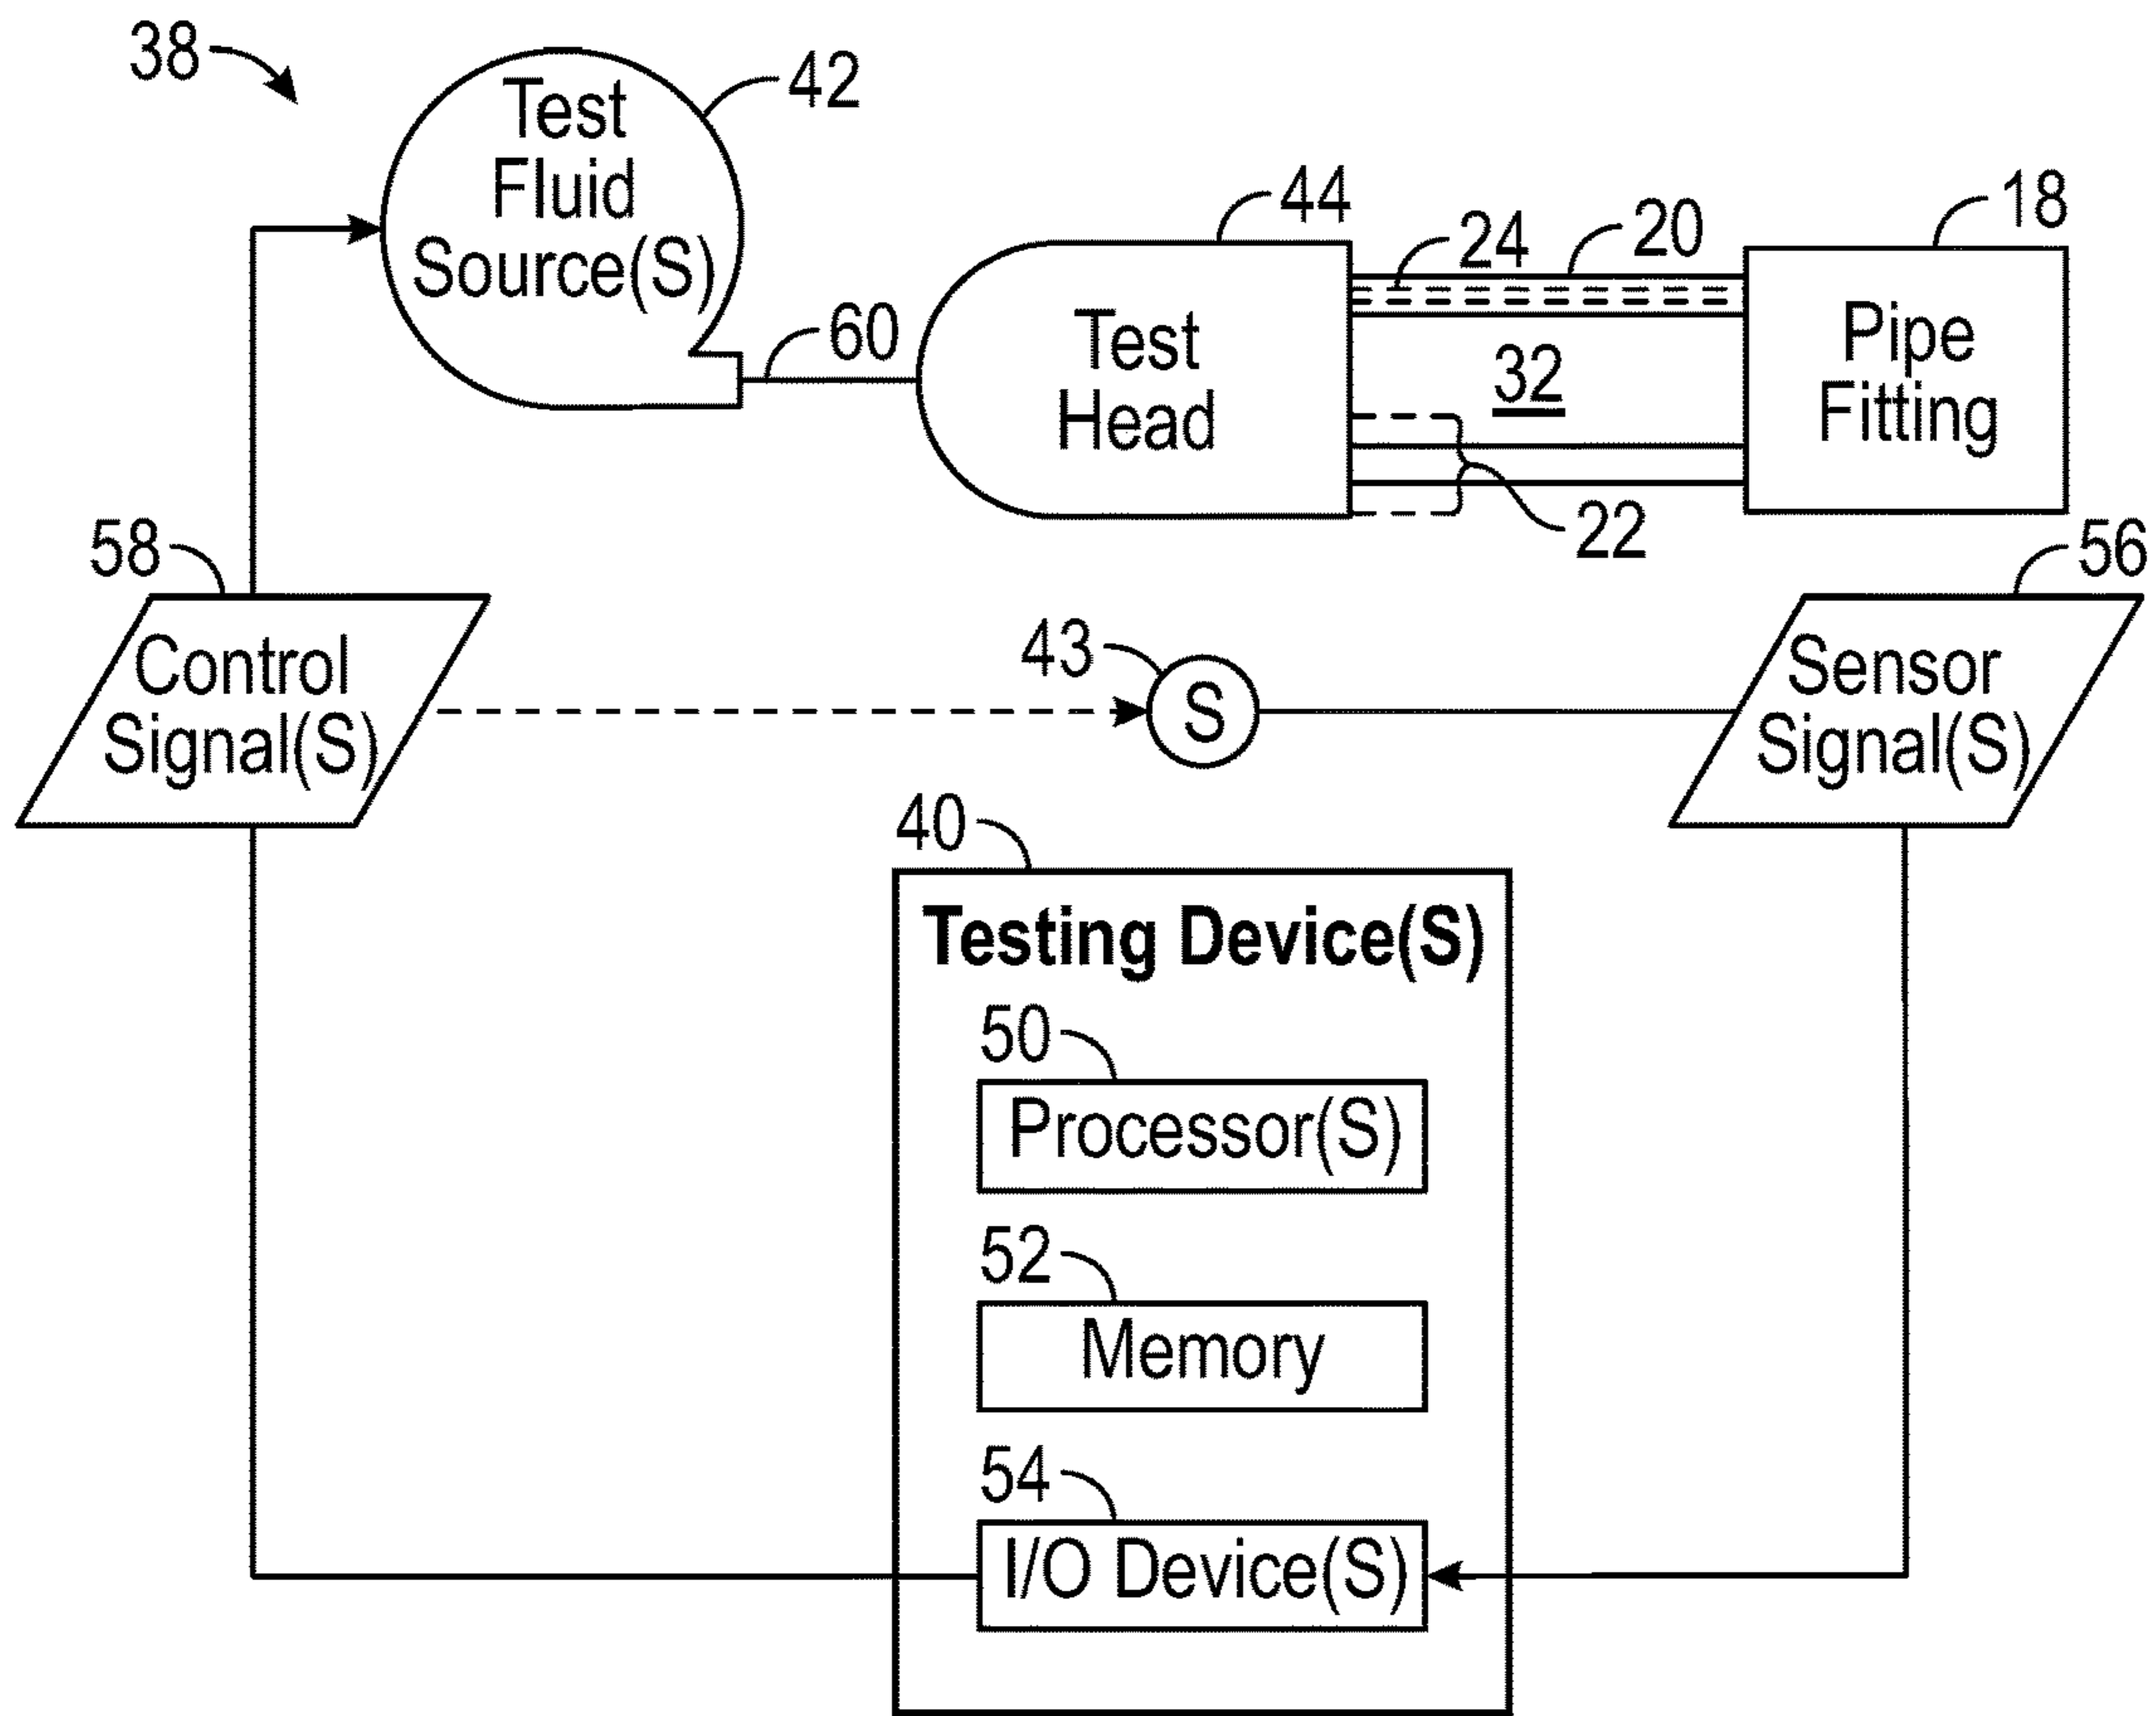 38
Test
Fluid
Source(S)
42
60
44
Test
Head
24
20
32
22
18
Pipe
Fitting
58
Control
Signal(S)
43
S
56
Sensor
Signal(S)
40
Testing Device(S)
50
Processor(S)
52
Memory
54
I/O Device(S)